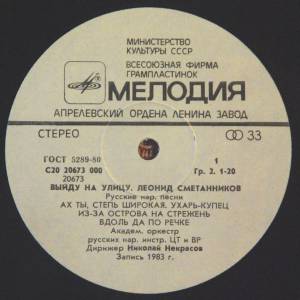 МИНИСТЕРСТВО
КУЛЬТУРЫ СССР
ВСЕСОЮЗНАЯ ФИРМА
ГРАМПЛАСТИНОК
МЕЛОДИЯ
АПРЕЛЕВСКИЙ ОРДЕНА ЛЕНИНА ЗАВОД
СТЕРЕО 33
ГОСТ 5289-80 1
С20 20673 000 Гр. 2. 1-20
20673
ВЫЙДУ НА УЛИЦУ. ЛЕОНИД СМЕТАННИКОВ
Русские нар. песни
АХ ТЫ, СТЕПЬ ШИРОКАЯ. УХАРЬ-КУПЕЦ
ИЗ-ЗА ОСТРОВА НА СТРЕЖЕНЬ
ВДОЛЬ ДА ПО РЕЧКЕ
Академ. оркестр
русских нар. инстр. ЦТ и ВР
Дирижер Николай Некрасов
Запись 1983 г.